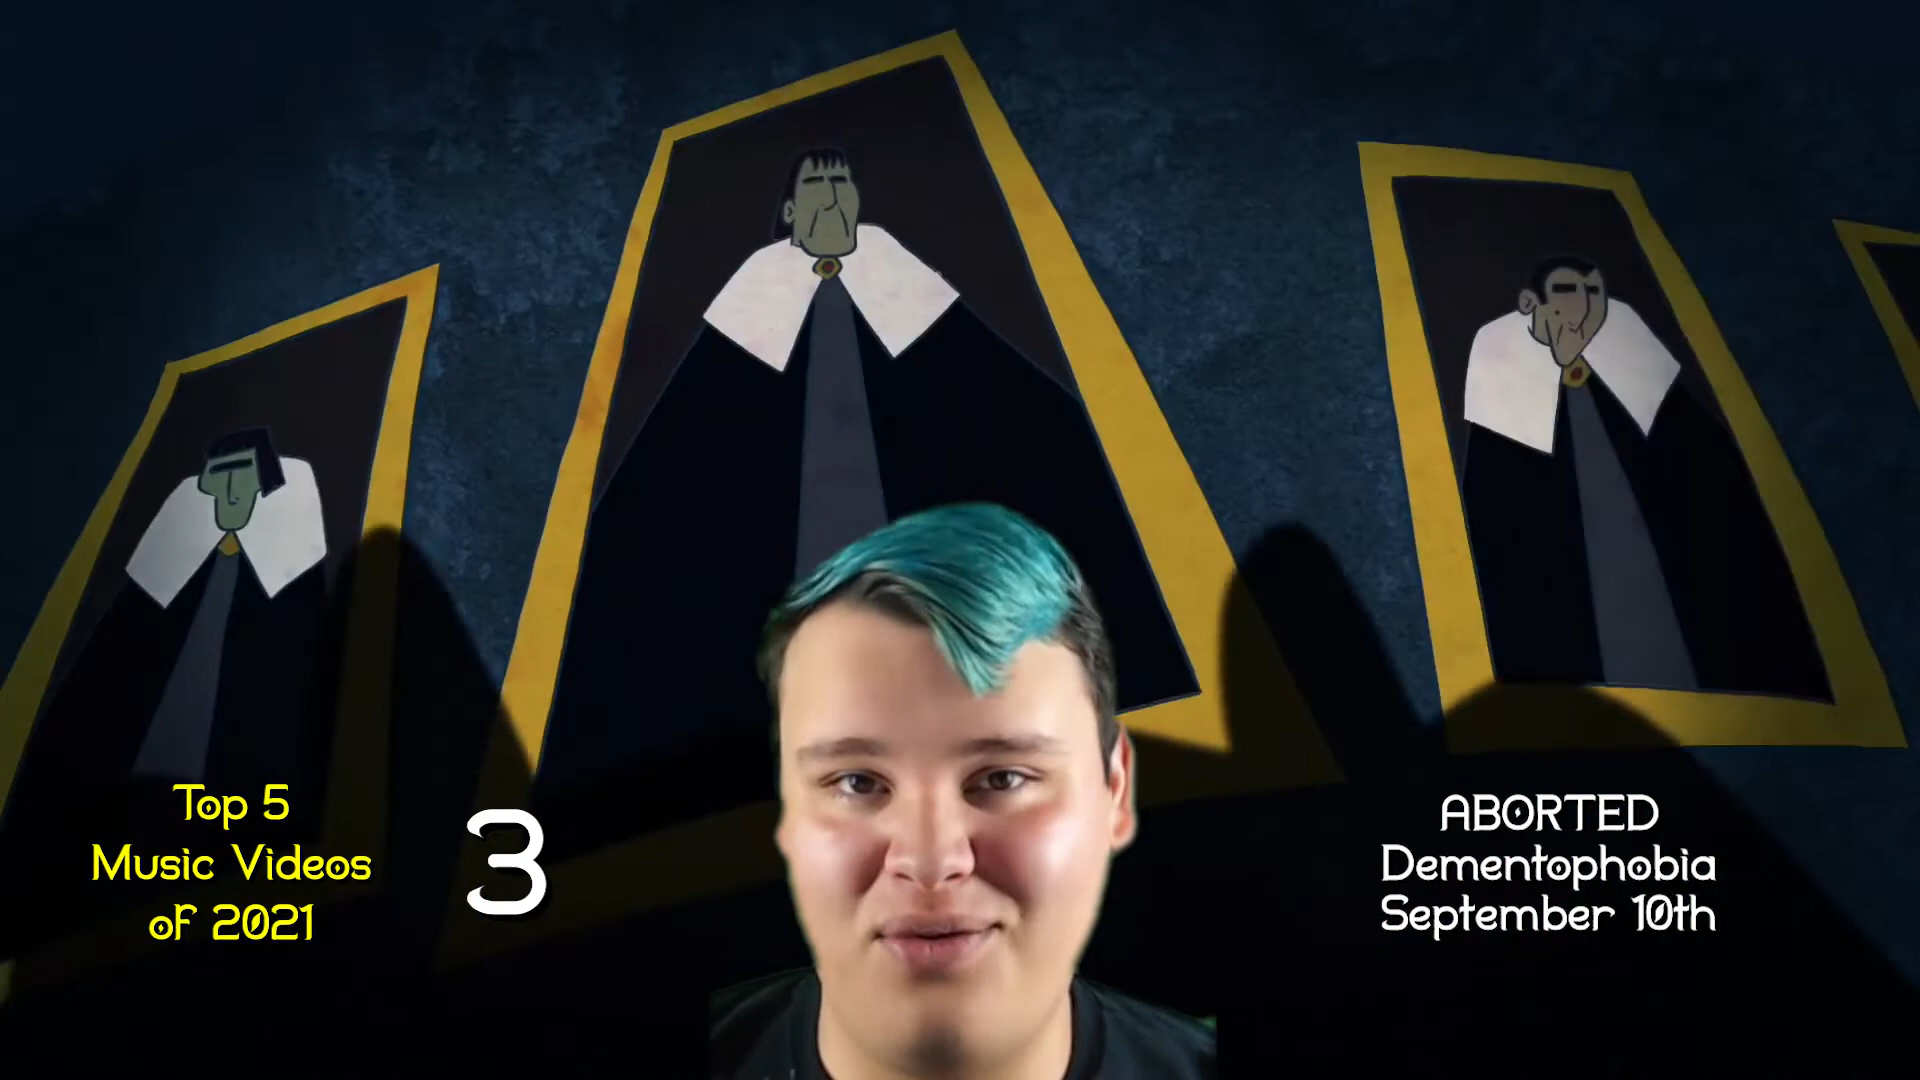 Top 5
Music Videos
of 2021
3
ABORTED
Dementophobia
September 10th